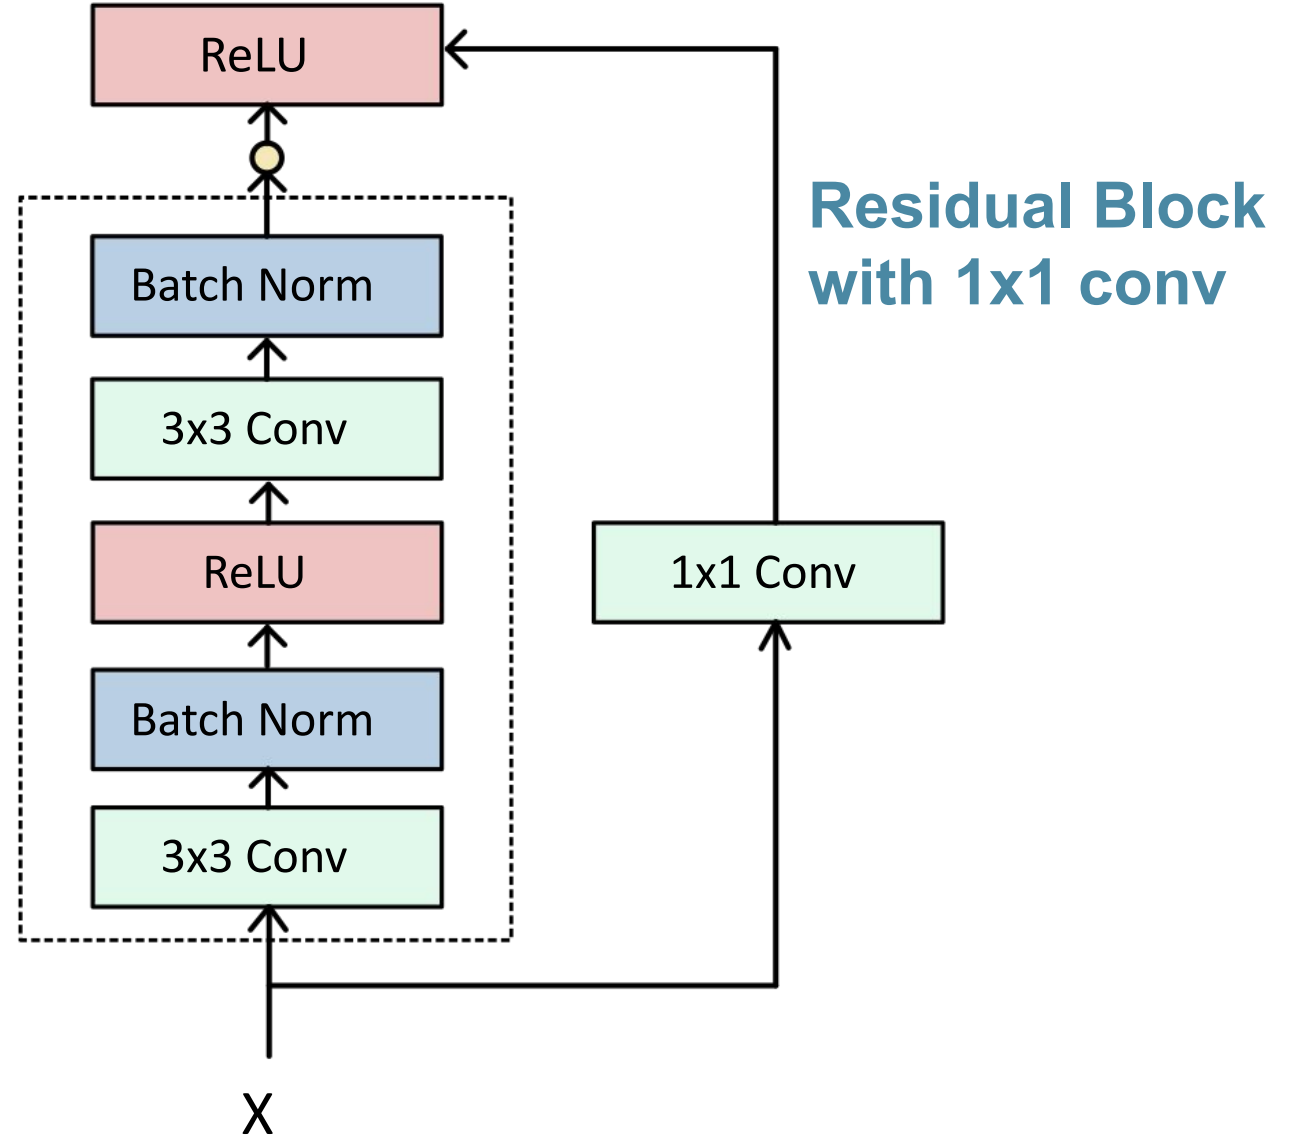 ReLU
Residual Block
with 1x1 conv
Batch Norm
3x3 Conv
ReLU
1x1 Conv
Batch Norm
3x3 Conv
X